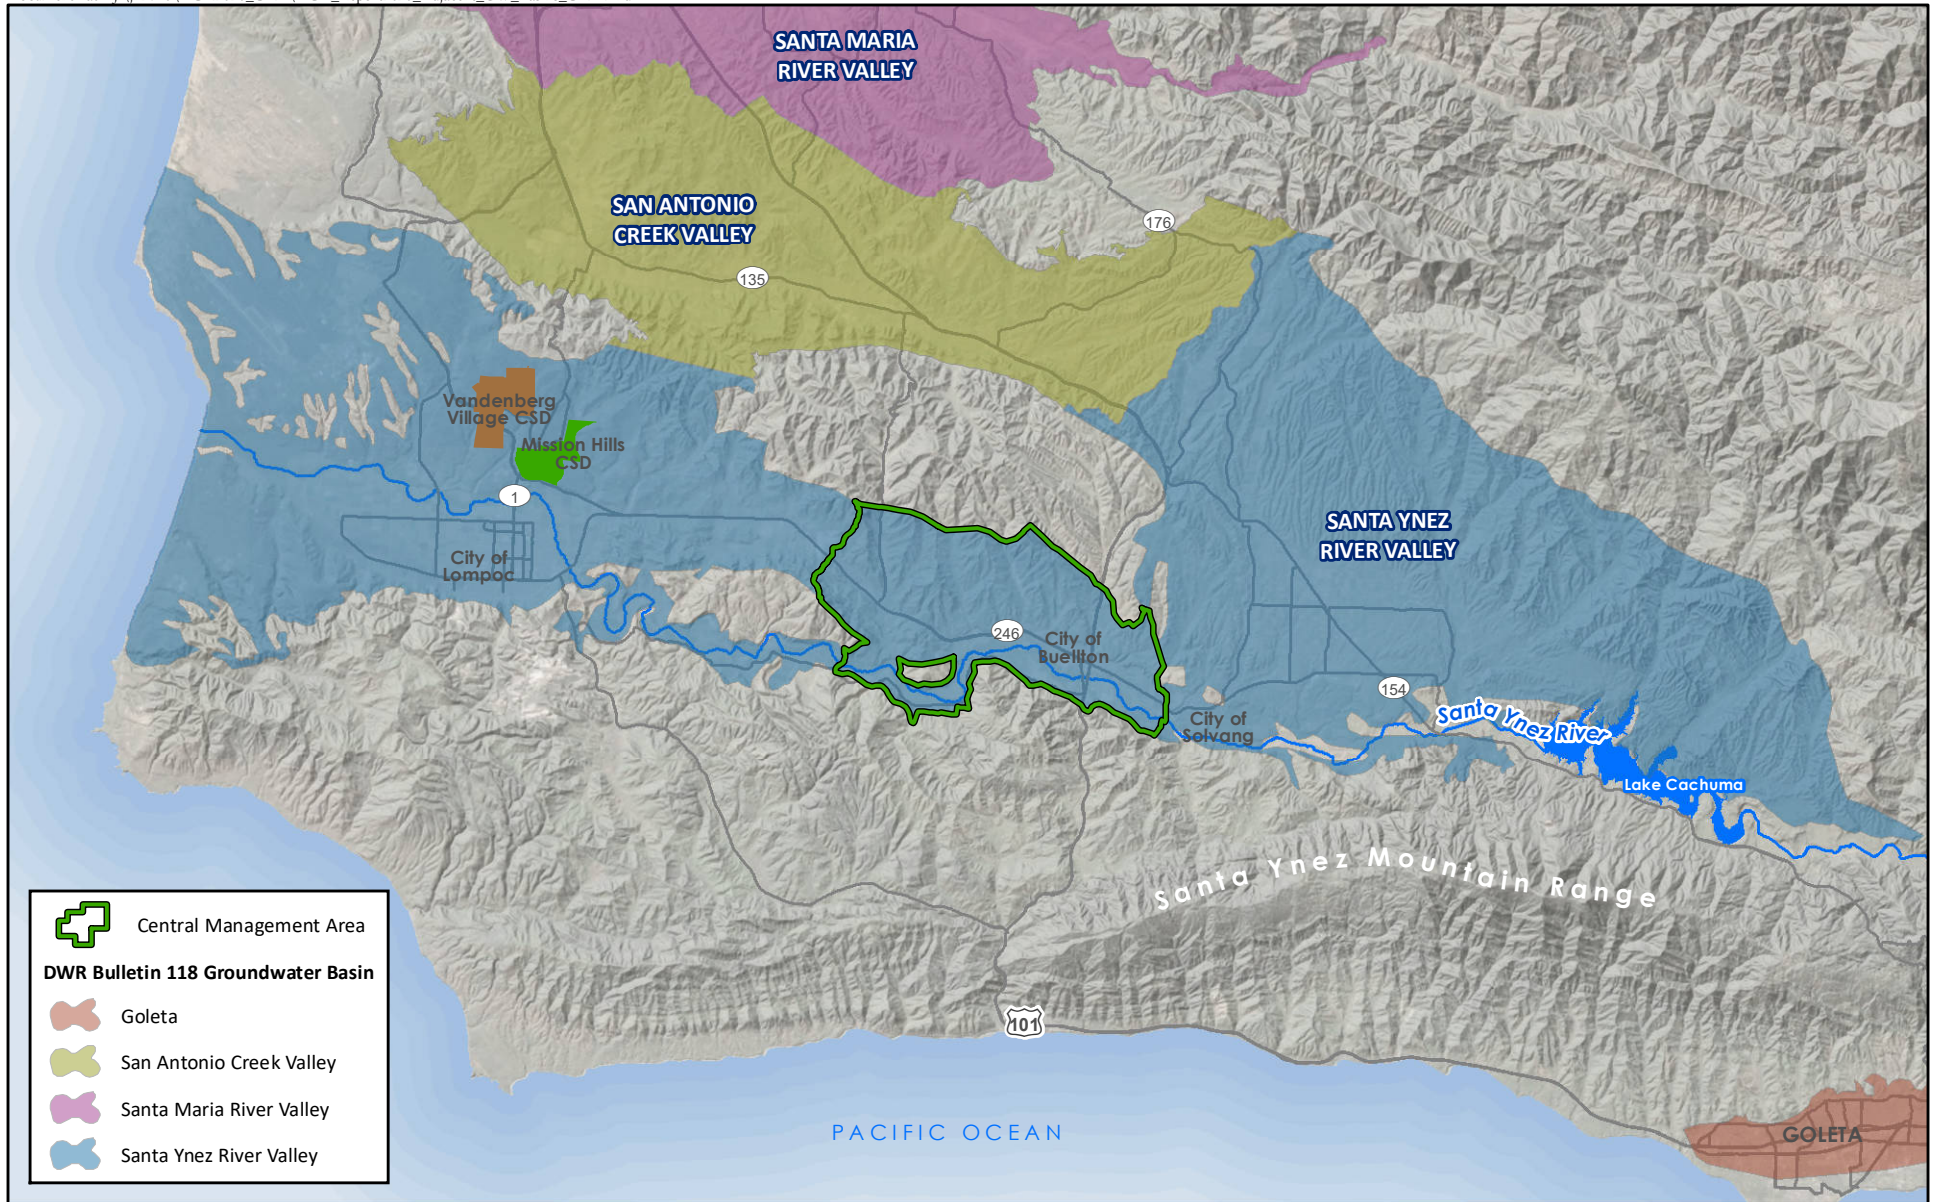 SANTA MARIA
RIVER VALLEY
SAN ANTONIO
CREEK VALLEY
176
135
Vandenberg
Village CSD
Mission Hills
CSD
1
SANTA YNEZ
RIVER VALLEY
City of
Lompoc
246
City of
Buellton
154
City of
Solvang
Santa Ynez River
Lake Cachuma
Santa Ynez Mountain Range
Central Management Area
DWR Bulletin 118 Groundwater Basin
Goleta
San Antonio Creek Valley
Santa Maria River Valley
Santa Ynez River Valley
101
PACIFIC OCEAN
GOLETA